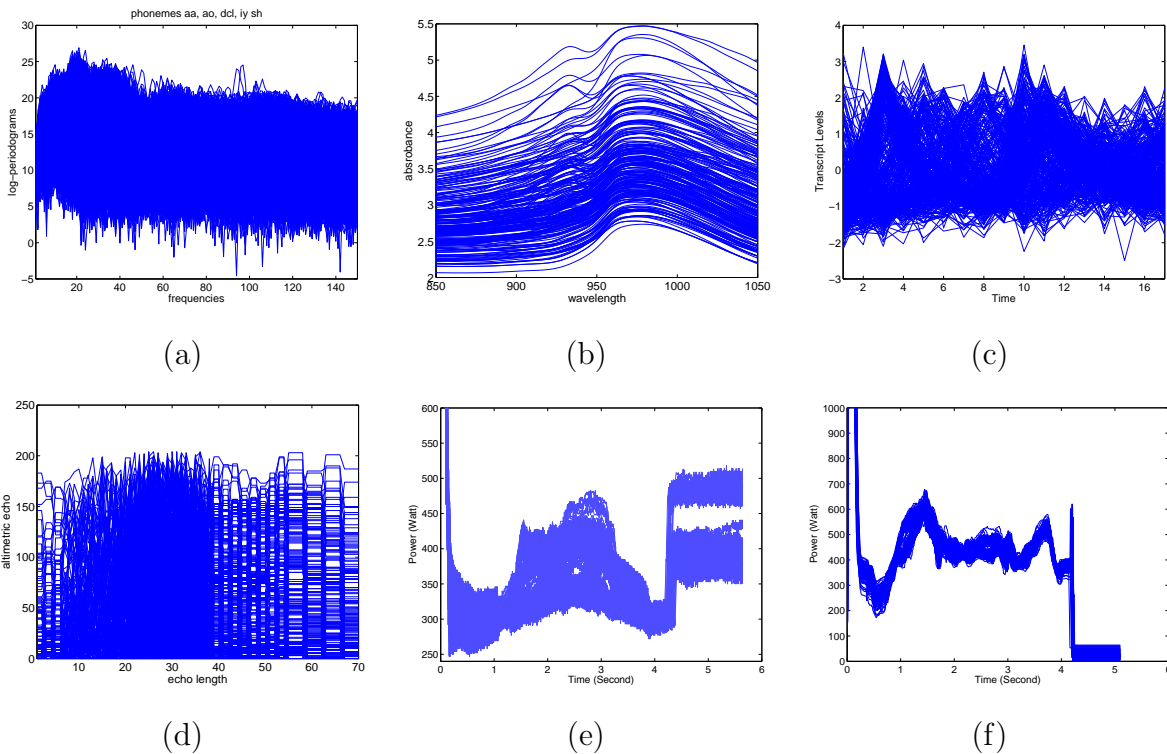 phonemes aa, ao, dcl, iy sh
30
25
20
15
10
5
0
−5
log−periodograms
20 40 60 80 100 120 140
frequencies
(a)
5.5
5
4.5
4
3.5
3
2.5
2
absrobance
850 900 950 1000 1050
wavelength
(b)
4
3
2
1
0
−1
−2
−3
Transcript Levels
2 4 6 8 10 12 14 16
Time
(c)
250
200
150
100
50
0
altimetric echo
10 20 30 40 50 60 70
echo length
(d)
600
550
500
450
400
350
300
250
Power (Watt)
0 1 2 3 4 5 6
Time (Second)
(e)
1000
900
800
700
600
500
400
300
200
100
0
Power (Watt)
0 1 2 3 4 5 6
Time (Second)
(f)